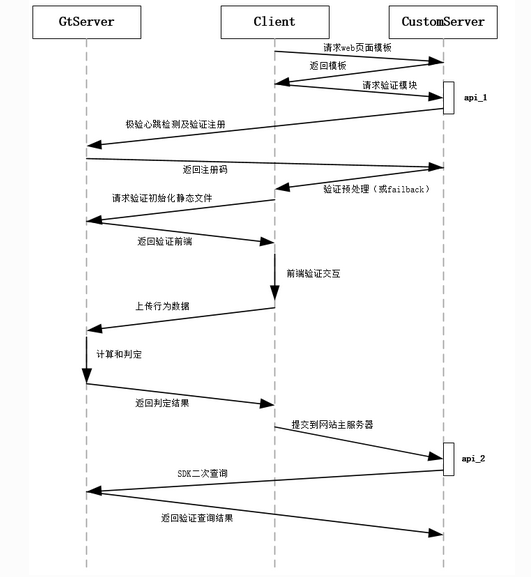 GtServer
Client
CustomServer
请求web页面模板
返回模板
请求验证模块
api_1
极验心跳检测及验证注册
返回注册码
验证预处理（或failback）
请求验证初始化静态文件
返回验证前端
前端验证交互
上传行为数据
计算和判定
返回判定结果
提交到网站主服务器
api_2
SDK二次查询
返回验证查询结果